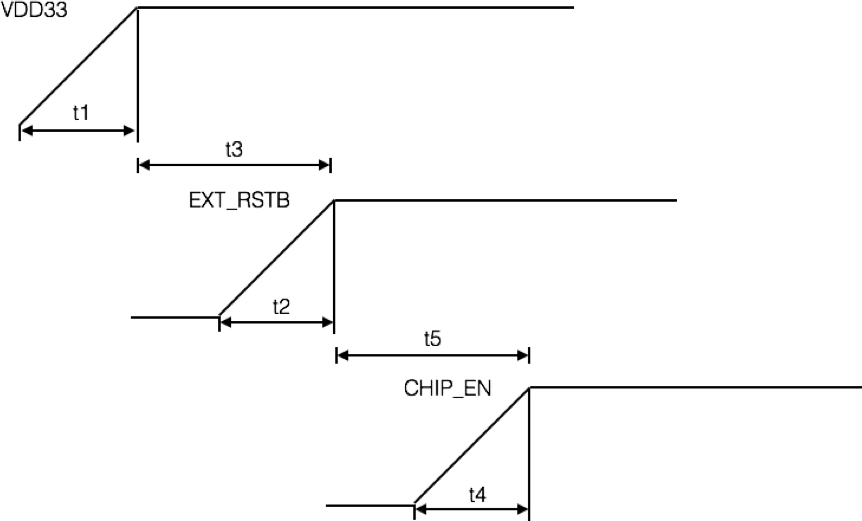 VDD33
t1
t3
EXT_RSTB
t2
t5
CHIP_EN
t4